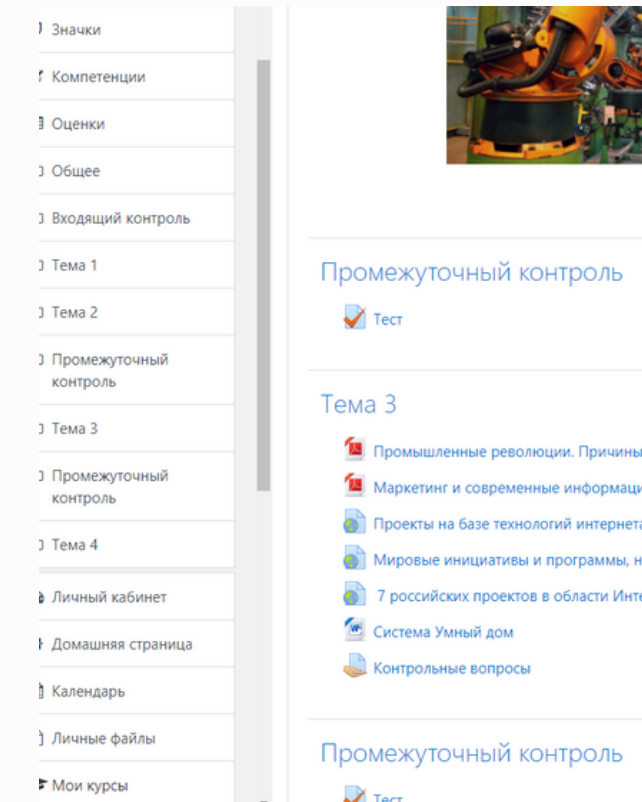 Значки
Компетенции
Оценки
Общее
Входящий контроль
Тема 1
Тема 2
Промежуточный
контроль
Тема 3
Промежуточный
контроль
Тема 4
Личный кабинет
Домашняя страница
Календарь
Личные файлы
Мои курсы
Промежуточный контроль
Тест
Тема 3
Промышленные революции. Причины
Маркетинг и современные информаци
Проекты на базе технологий интернета
Мировые инициативы и программы, н
7 российских проектов в области Инте
Система Умный дом
Контрольные вопросы
Промежуточный контроль
Тест